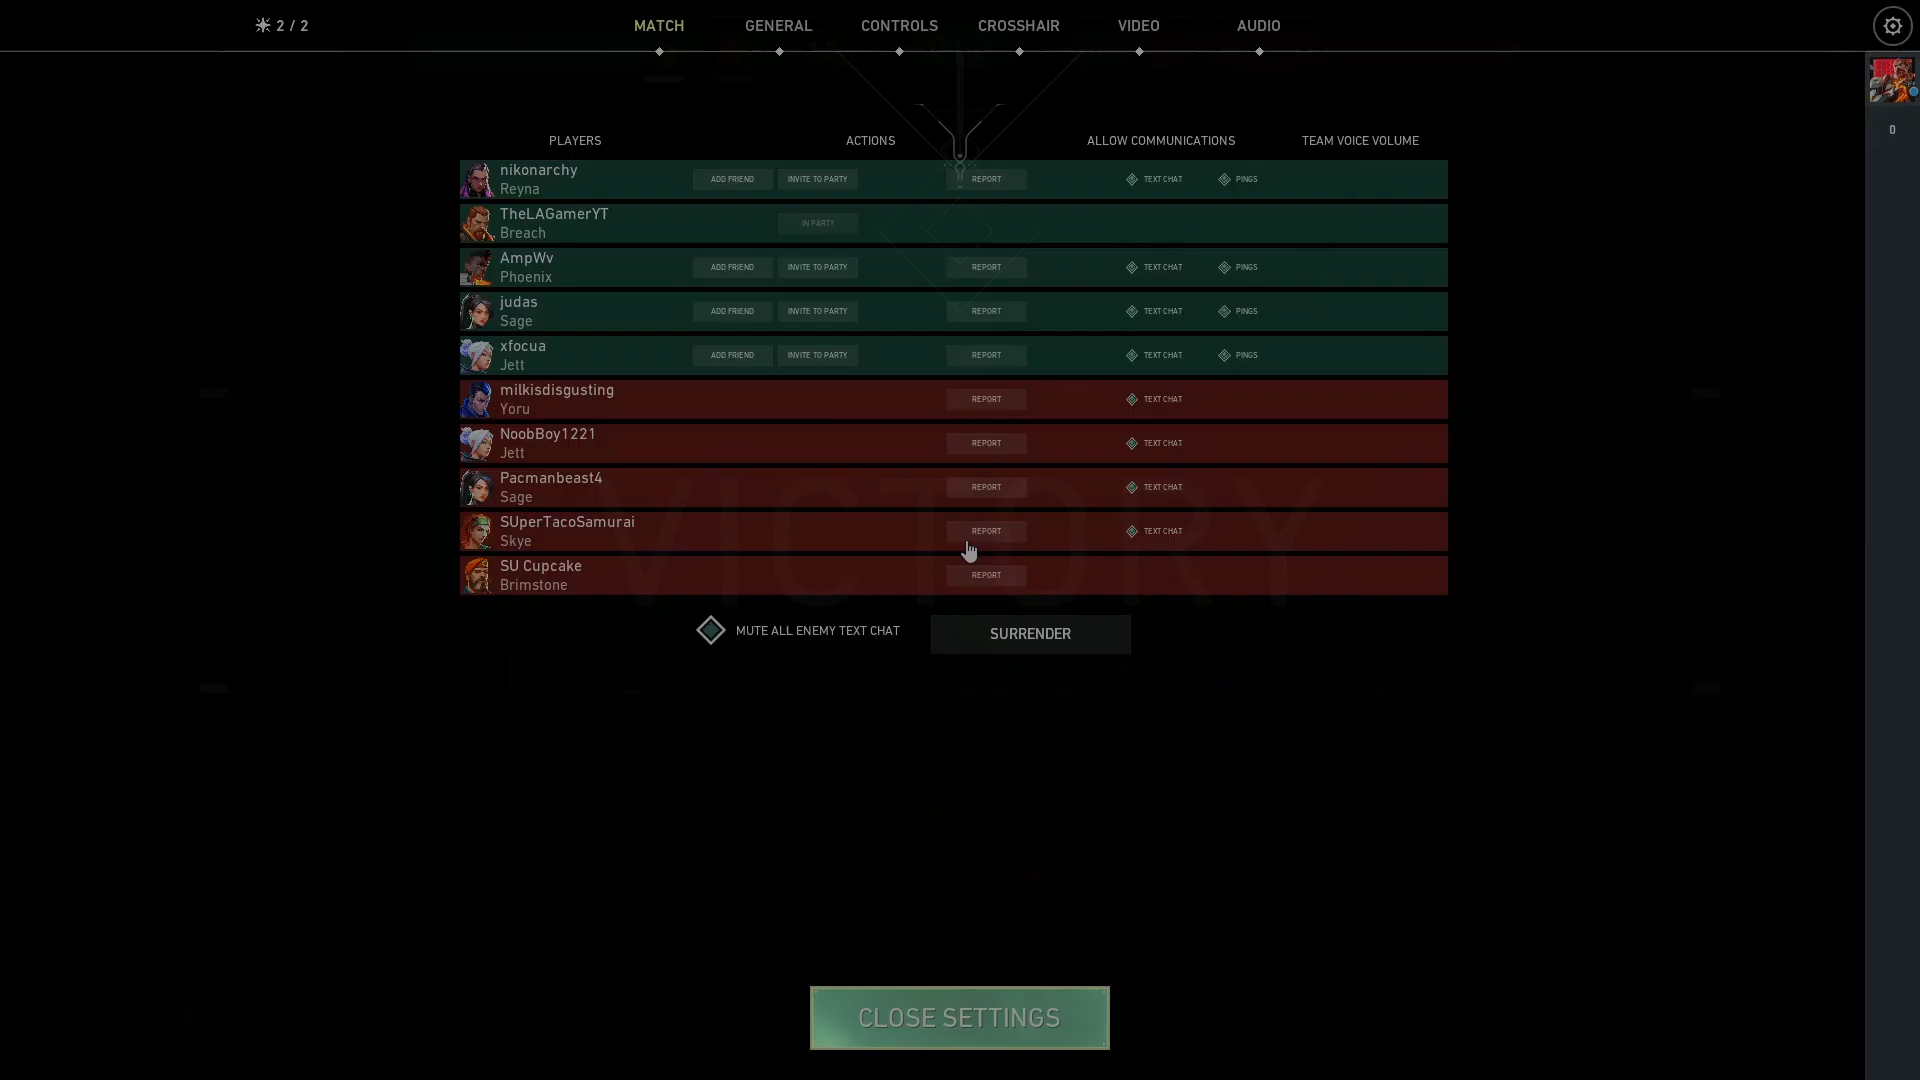 2 / 2
MATCH
GENERAL
CONTROLS
CROSSHAIR
VIDEO
AUDIO
PLAYERS
ACTIONS
ALLOW COMMUNICATIONS
TEAM VOICE VOLUME
0
nikonarchy
Reyna
ADD FRIEND
INVITE TO PARTY
REPORT
TEXT CHAT
PINGS
TheLAGamerYT
Breach
IN PARTY
AmpWv
Phoenix
ADD FRIEND
INVITE TO PARTY
REPORT
TEXT CHAT
PINGS
judas
Sage
ADD FRIEND
INVITE TO PARTY
REPORT
TEXT CHAT
PINGS
xfocua
Jett
ADD FRIEND
INVITE TO PARTY
REPORT
TEXT CHAT
PINGS
milkisdisgusting
Yoru
REPORT
TEXT CHAT
NoobBoy1221
Jett
REPORT
TEXT CHAT
Pacmanbeast4
Sage
REPORT
TEXT CHAT
VICTORY
SUperTacoSamurai
Skye
REPORT
TEXT CHAT
SU Cupcake
Brimstone
REPORT
MUTE ALL ENEMY TEXT CHAT
SURRENDER
CLOSE SETTINGS